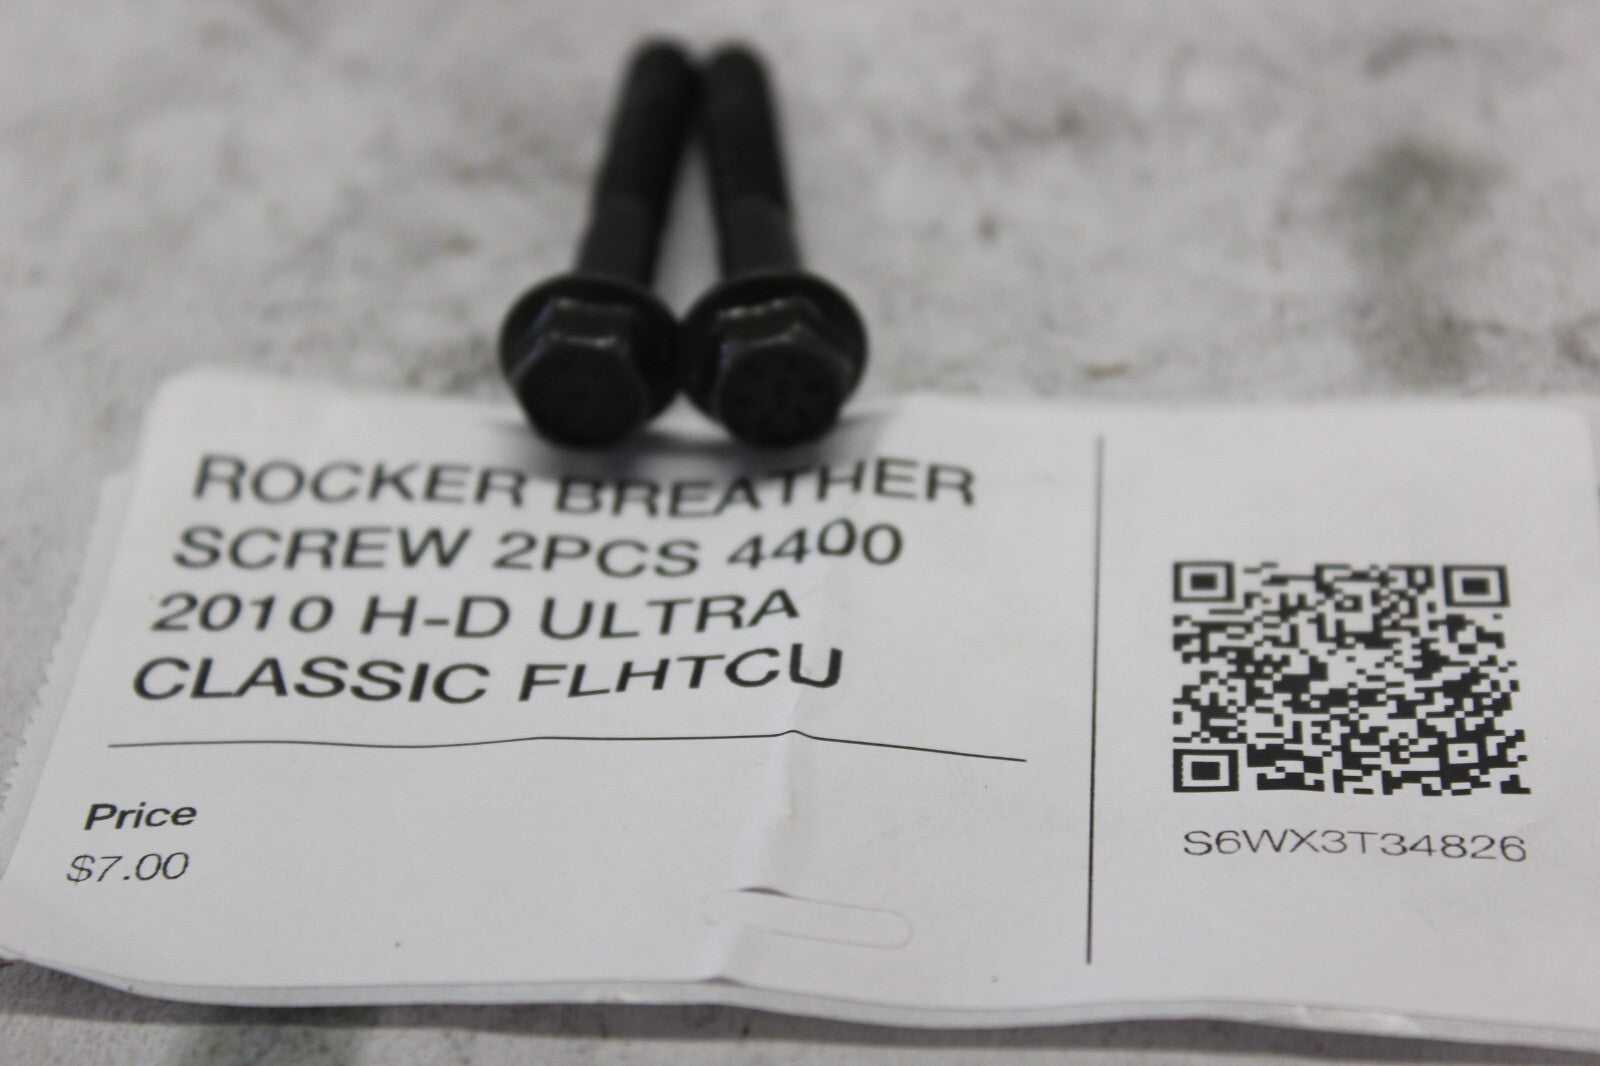 ROCKER BREATHER
SCREW 2PCS 4400
2010 H-D ULTRA
CLASSIC FLHTCU
Price
$7.00
S6WX3T34826